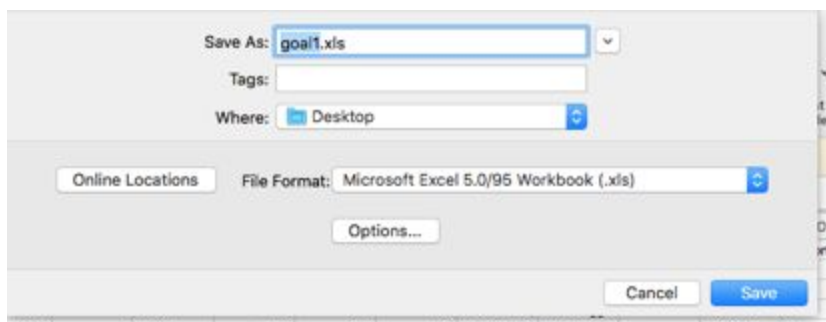 Save As: goal1.xls
Tags:
Where: Desktop
Online Locations File Format: Microsoft Excel 5.0/95 Workbook (.xls)
Options...
Cancel Save